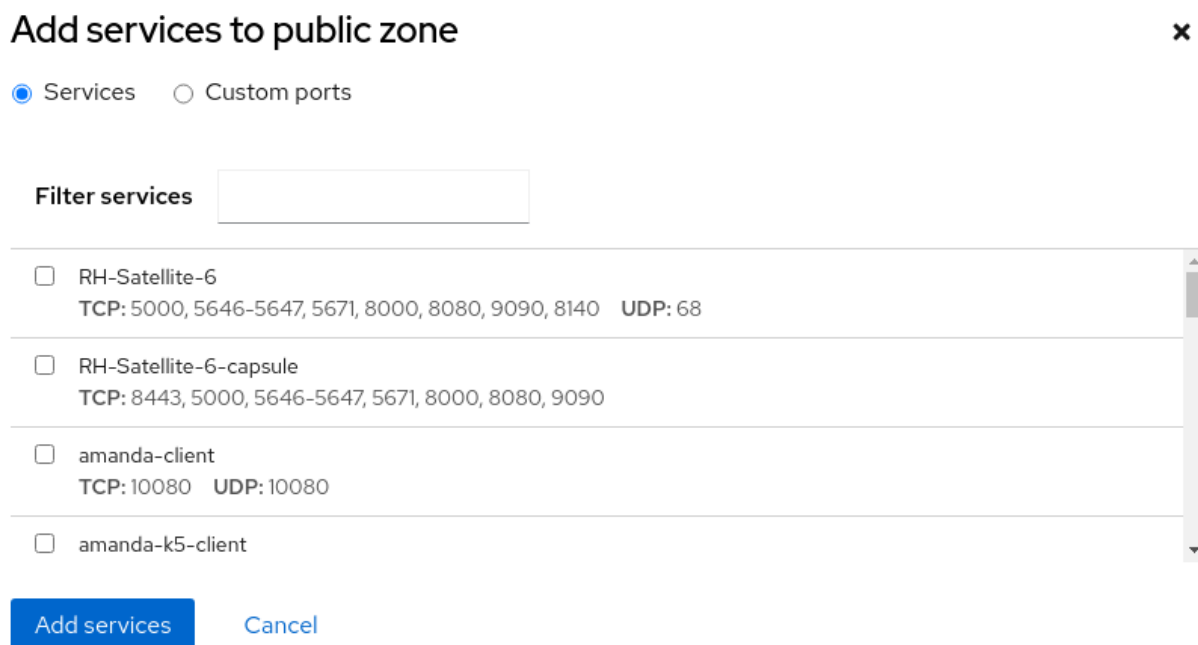 Add services to public zone
Services Custom ports
Filter services
RH-Satellite-6
TCP: 5000, 5646-5647, 5671, 8000, 8080, 9090, 8140 UDP: 68
RH-Satellite-6-capsule
TCP: 8443, 5000, 5646-5647, 5671, 8000, 8080, 9090
amanda-client
TCP: 10080 UDP: 10080
amanda-k5-client
Add services Cancel